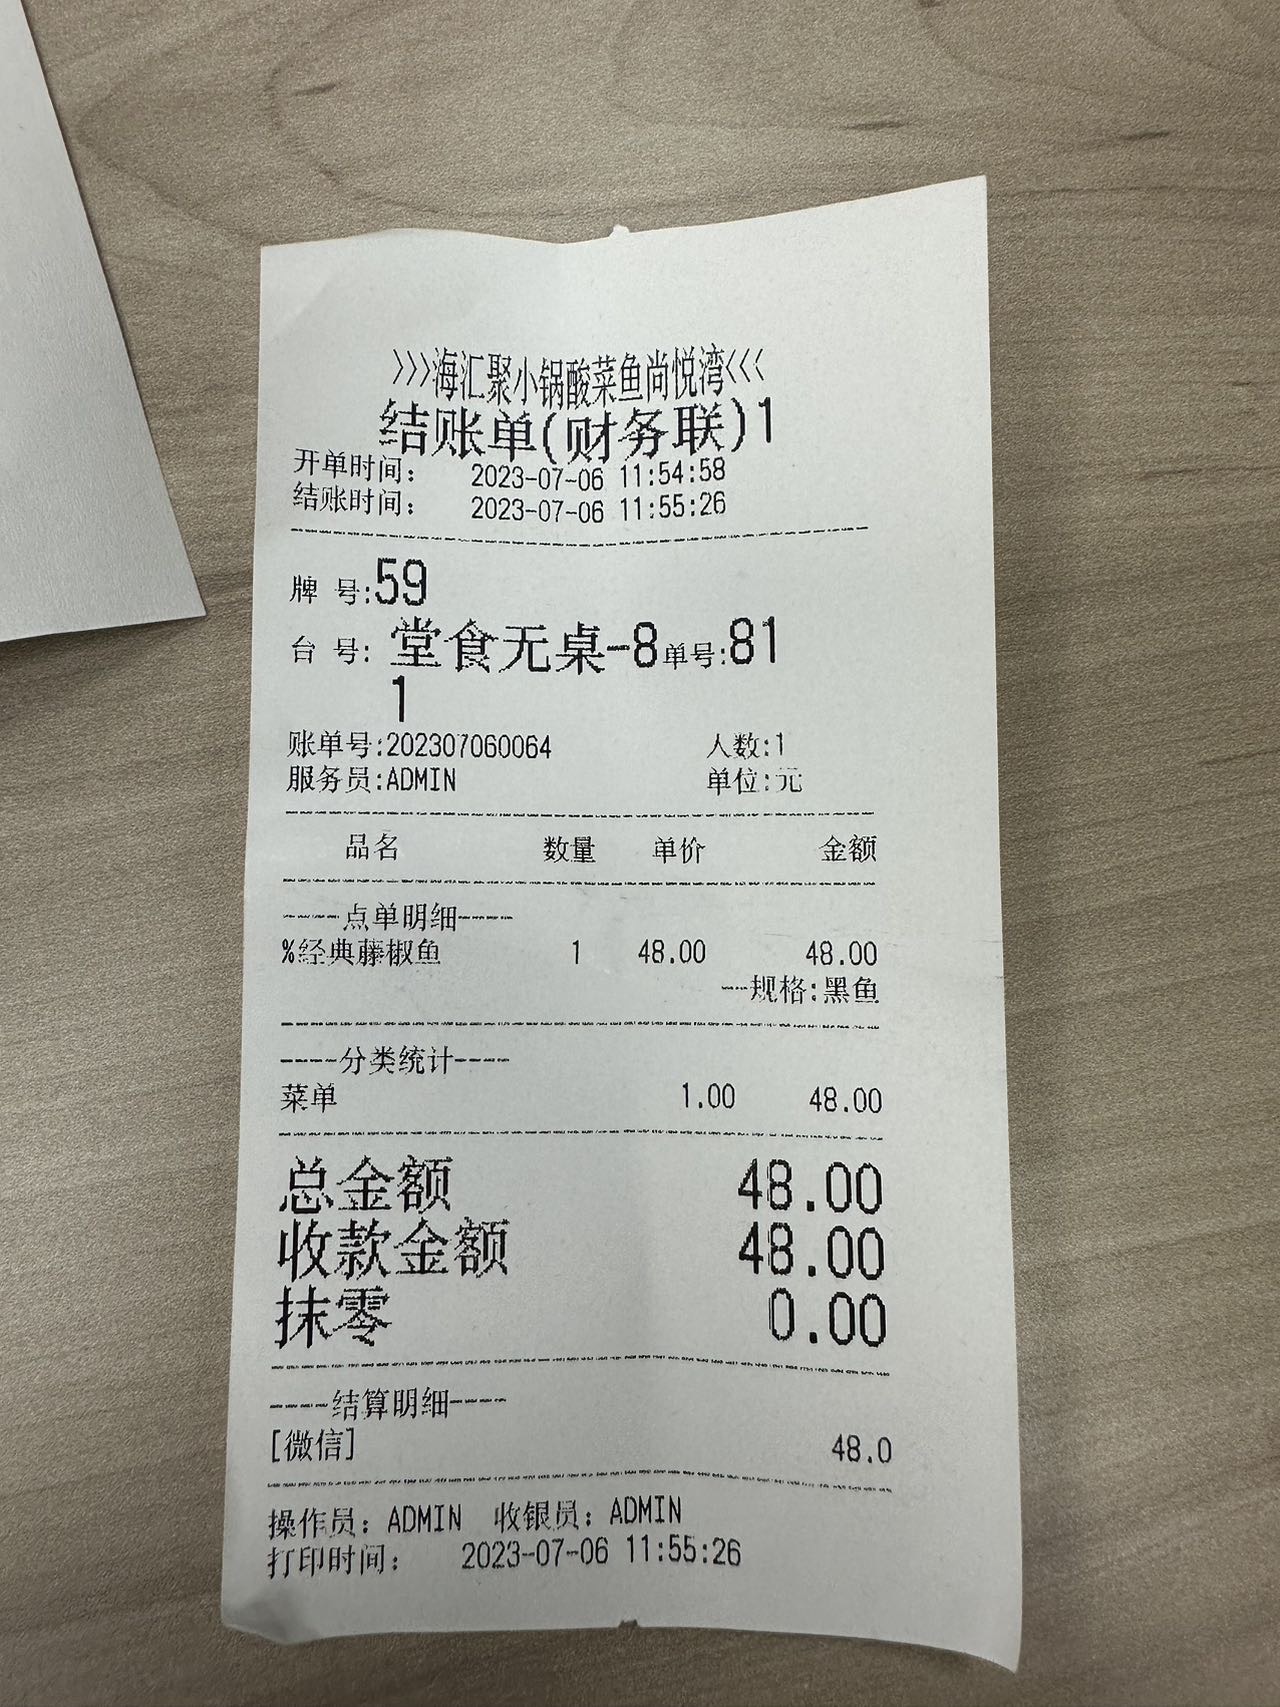 >>>海汇聚小锅酸菜鱼尚悦湾<<<
结账单(财务联)1
开单时间: 2023-07-06 11:54:58
结账时间: 2023-07-06 11:55:26
牌 号:59
台 号: 堂食无桌-8单号:81
1
账单号:202307060064 人数:1
服务员:ADMIN 单位:元
品名 数量 单价 金额
----点单明细----
%经典藤椒鱼 1 48.00 48.00
--规格:黑鱼
----分类统计----
菜单 1.00 48.00
总金额 48.00
收款金额 48.00
抹零 0.00
----结算明细----
[微信] 48.0
操作员: ADMIN 收银员: ADMIN
打印时间: 2023-07-06 11:55:26